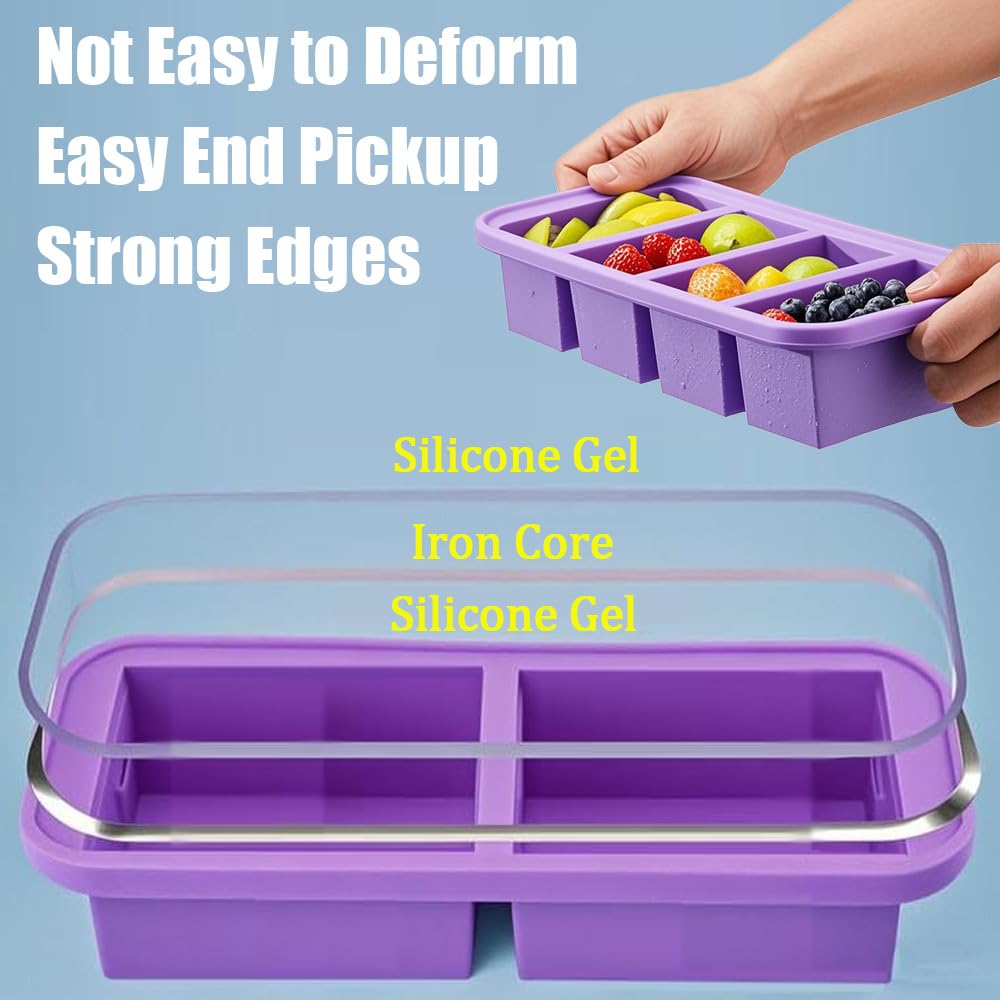 Not Easy to Deform
Easy End Pickup
Strong Edges
Silicone Gel
Iron Core
Silicone Gel